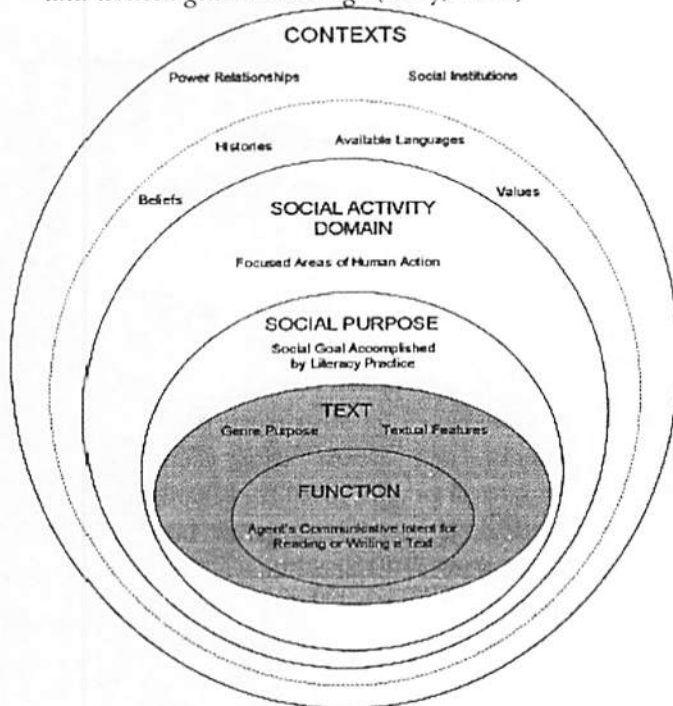 CONTEXTS
Power Relationships Social Institutions
Histories Available Languages
Beliefs Values
SOCIAL ACTIVITY
DOMAIN
Focused Areas of Human Action
SOCIAL PURPOSE
Social Goal Accomplished
by Literacy Practice
TEXT
Genre Purpose Textual Features
FUNCTION
Agent's Communicative Intent for
Reading or Writing a Text